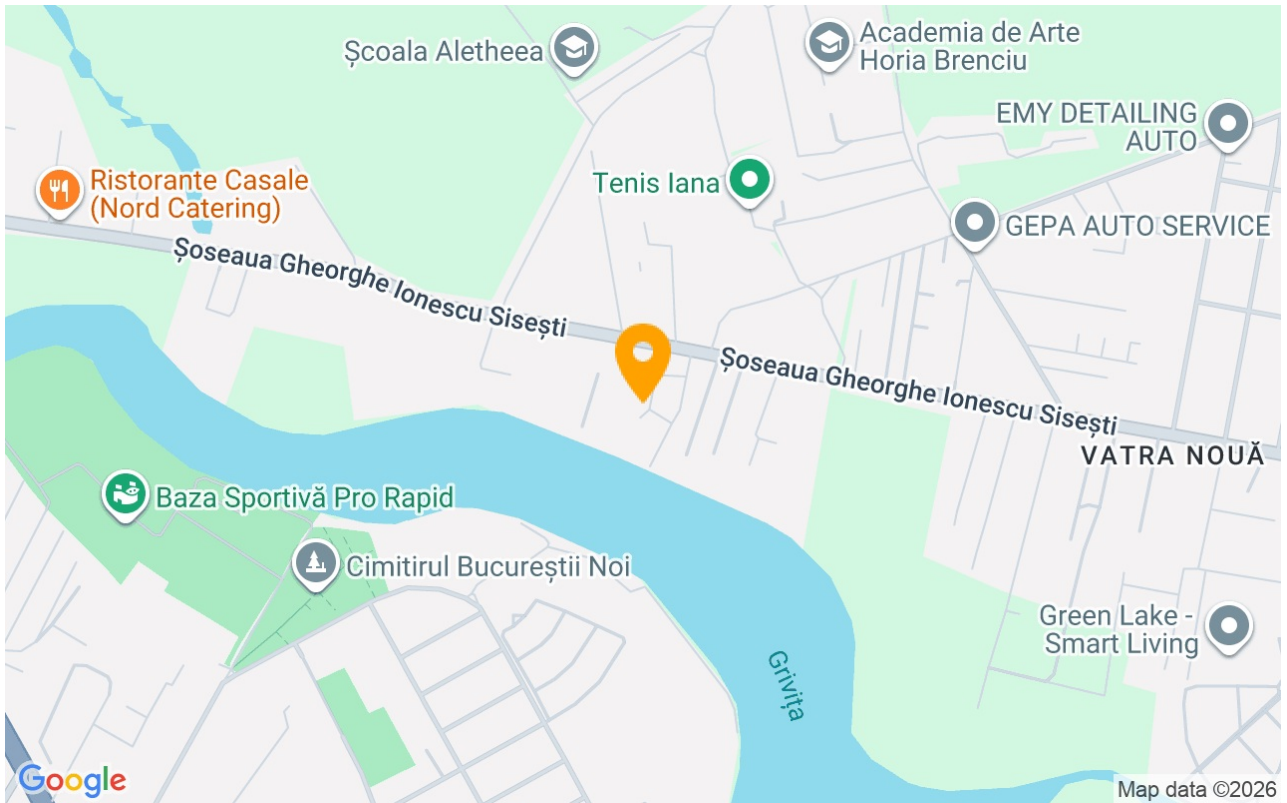 Școala Aletheea
Academia de Arte
Horia Brenciu
EMY DETAILING
AUTO
Ristorante Casale
(Nord Catering)
Tenis Iana
GEPA AUTO SERVICE
Șoseaua Gheorghe Ionescu Sisești
Șoseaua Gheorghe Ionescu Sisești
VATRA NOUĂ
Baza Sportivă Pro Rapid
Cimitirul Bucureștii Noi
Green Lake -
Smart Living
Grivița
Google
Map data ©2026